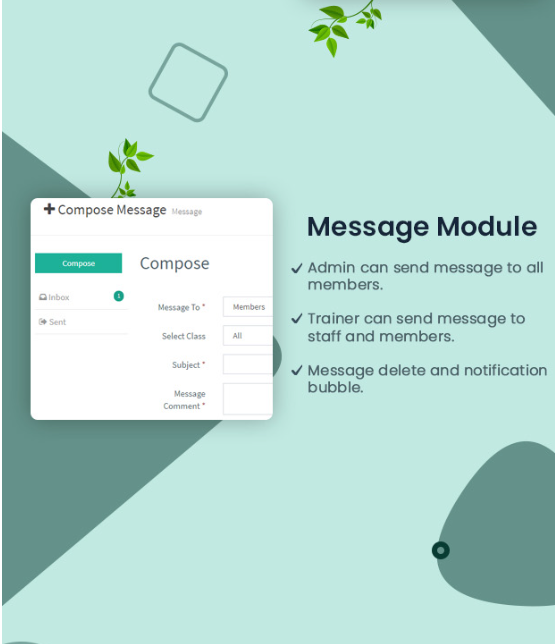 + Compose Message Message
Compose
Compose
Inbox 1
Sent
Message To *
Members
Select Class
All
Subject *
Message
Comment *
Message Module
✓ Admin can send message to all
members.
✓ Trainer can send message to
staff and members.
✓ Message delete and notification
bubble.